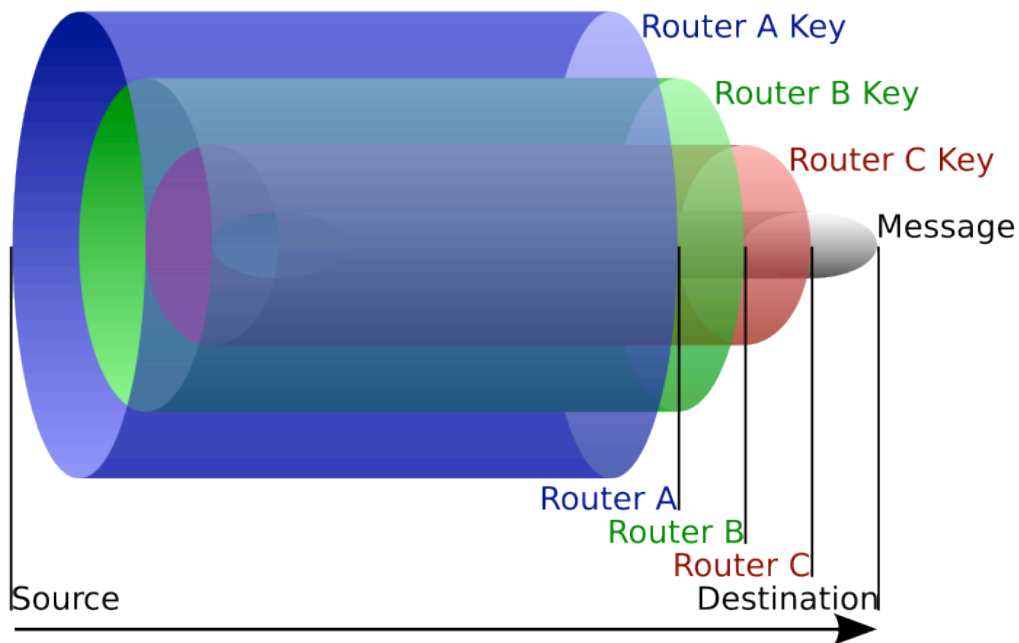 Router A Key
Router B Key
Router C Key
Message
Router A
Router B
Router C
Source
Destination